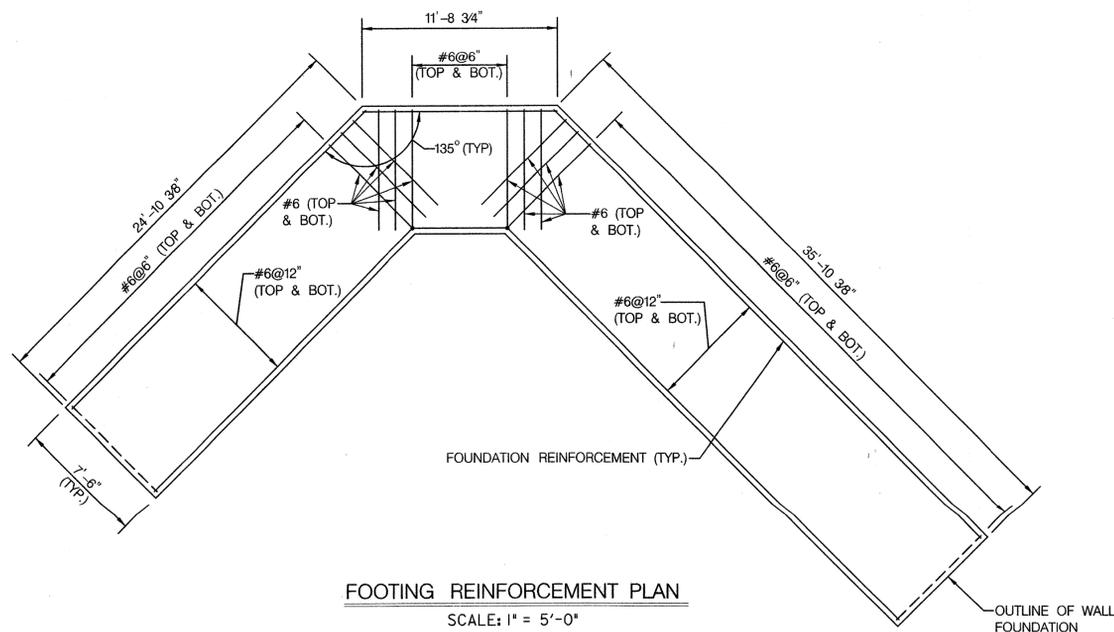 11'-8 3/4"
#6@6"
(TOP & BOT.)
135° (TYP)
24'-10 3/8"
#6@6" (TOP & BOT.)
#6 (TOP
& BOT.)
#6 (TOP
& BOT.)
35'-10 3/8"
#6@6" (TOP & BOT.)
#6@12"
(TOP & BOT.)
#6@12"
(TOP & BOT.)
7'-6"
(TYP.)
FOUNDATION REINFORCEMENT (TYP.)
FOOTING REINFORCEMENT PLAN
SCALE: 1" = 5'-0"
OUTLINE OF WALL
FOUNDATION